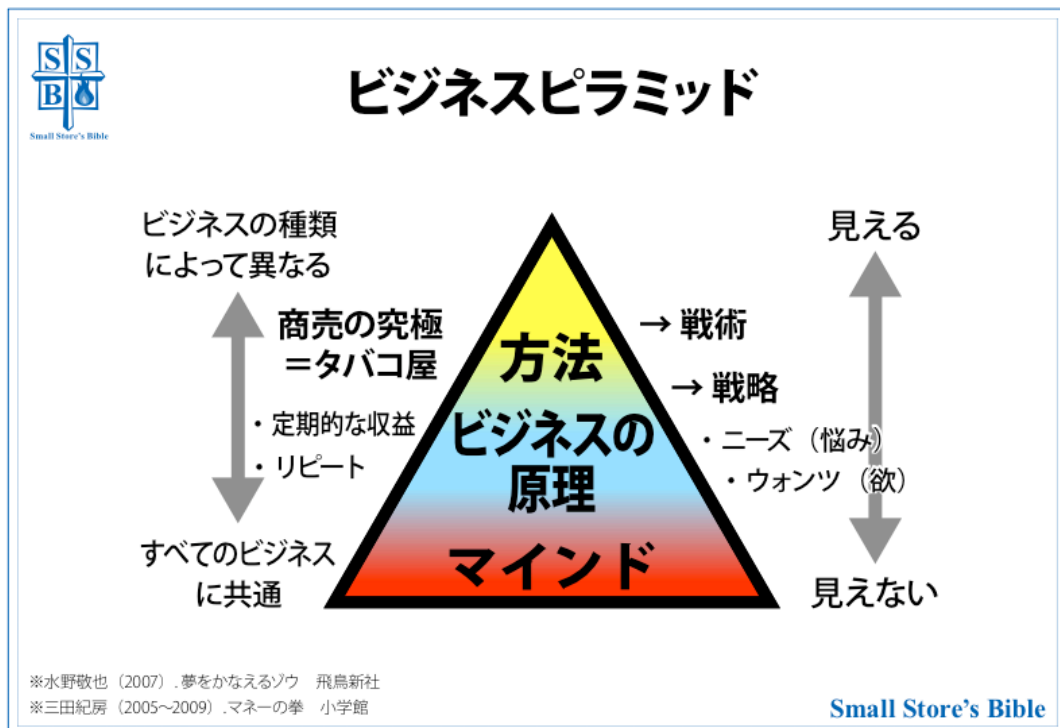 S S
B
Small Store's Bible
ビジネスピラミッド
ビジネスの種類
によって異なる
商売の究極
＝タバコ屋
・定期的な収益
・リピート
すべてのビジネス
に共通
方法
ビジネスの
原理
マインド
→ 戦術
→ 戦略
・ニーズ（悩み）
・ウォンツ（欲）
見える
見えない
※水野敬也（2007）.夢をかなえるゾウ　飛鳥新社
※三田紀房（2005〜2009）.マネーの拳　小学館
Small Store's Bible